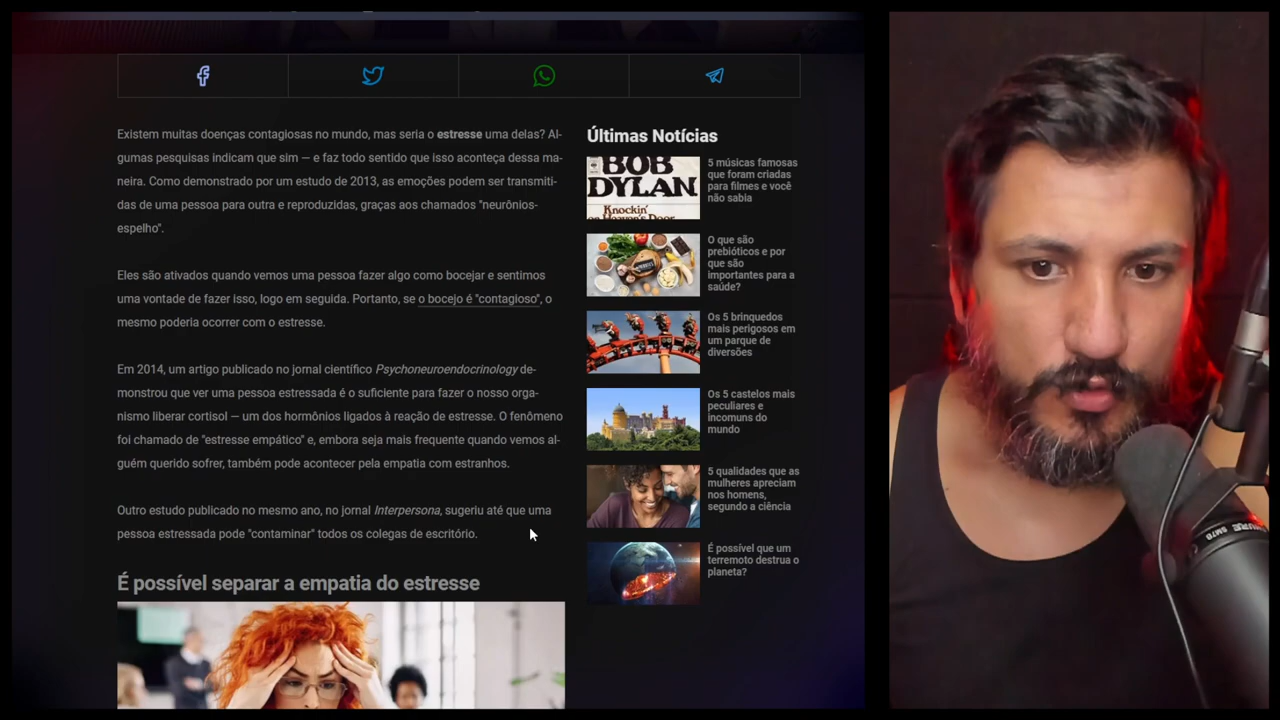 Existem muitas doenças contagiosas no mundo, mas seria o estresse uma delas? Al-
gumas pesquisas indicam que sim — e faz todo sentido que isso aconteça dessa ma-
neira. Como demonstrado por um estudo de 2013, as emoções podem ser transmiti-
das de uma pessoa para outra e reproduzidas, graças aos chamados "neurônios-
espelho".
Eles são ativados quando vemos uma pessoa fazer algo como bocejar e sentimos
uma vontade de fazer isso, logo em seguida. Portanto, se o bocejo é "contagioso", o
mesmo poderia ocorrer com o estresse.
Em 2014, um artigo publicado no jornal científico Psychoneuroendocrinology de-
monstrou que ver uma pessoa estressada é o suficiente para fazer o nosso orga-
nismo liberar cortisol — um dos hormônios ligados à reação de estresse. O fenômeno
foi chamado de "estresse empático" e, embora seja mais frequente quando vemos al-
guém querido sofrer, também pode acontecer pela empatia com estranhos.
Outro estudo publicado no mesmo ano, no jornal Interpersona, sugeriu até que uma
pessoa estressada pode "contaminar" todos os colegas de escritório.
É possível separar a empatia do estresse
Últimas Notícias
BOB
DYLAN
Knockin'
on Heaven's Door
5 músicas famosas
que foram criadas
para filmes e você
não sabia
O que são
prebióticos e por
que são
importantes para a
saúde?
Os 5 brinquedos
mais perigosos em
um parque de
diversões
Os 5 castelos mais
peculiares e
incomuns do
mundo
5 qualidades que as
mulheres apreciam
nos homens,
segundo a ciência
É possível que um
terremoto destrua o
planeta?
SHURE
SM7B